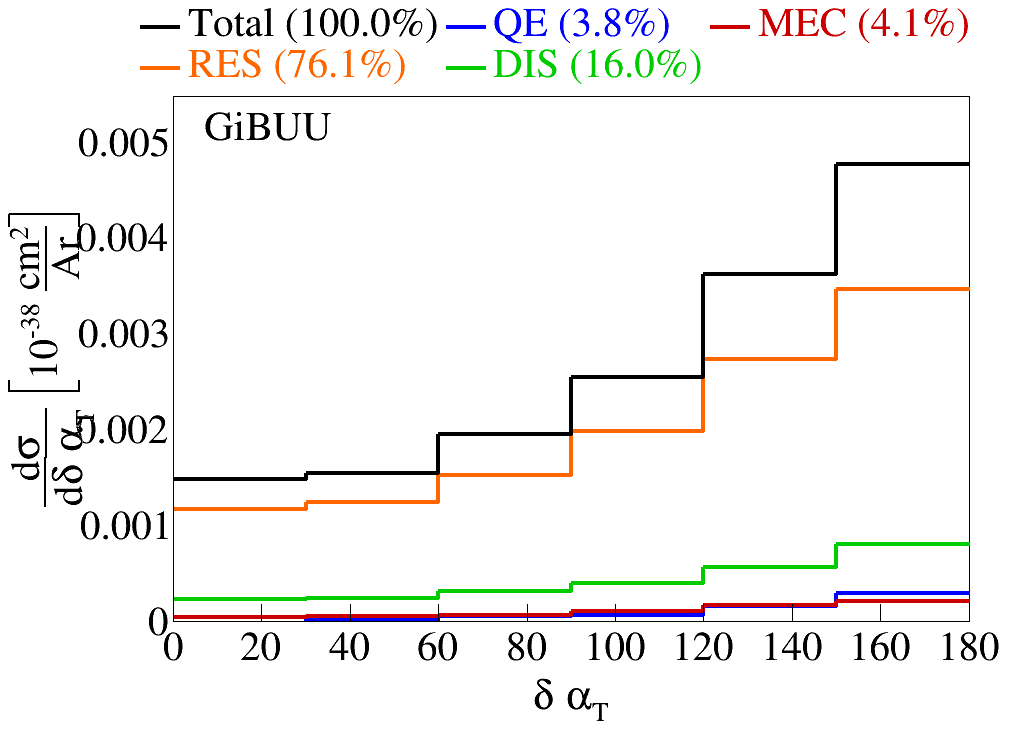 Total (100.0%) QE (3.8%) MEC (4.1%)
RES (76.1%) DIS (16.0%)
GiBUU
0.005
0.004
0.003
0.002
0.001
0
0 20 40 60 80 100 120 140 160 180
δ α_T
dσ
dδ α_T
[10^-38 cm^2
Ar]